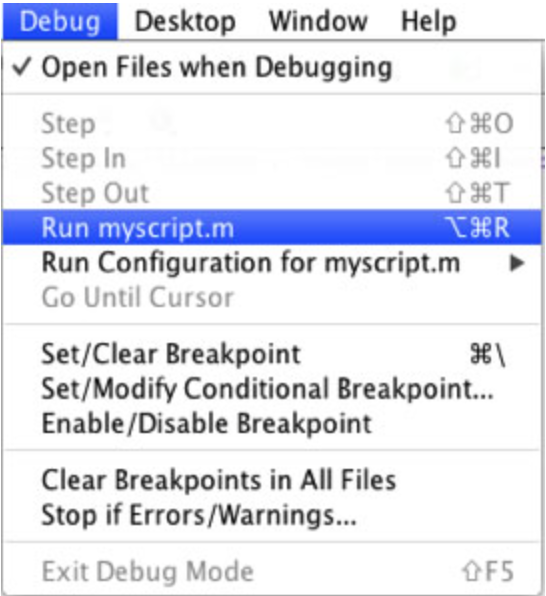 Debug Desktop Window Help
✓ Open Files when Debugging
Step ⇧⌘O
Step In ⇧⌘I
Step Out ⇧⌘T
Run myscript.m ⌥⌘R
Run Configuration for myscript.m ▶
Go Until Cursor
Set/Clear Breakpoint ⌘\
Set/Modify Conditional Breakpoint...
Enable/Disable Breakpoint
Clear Breakpoints in All Files
Stop if Errors/Warnings...
Exit Debug Mode ⇧F5